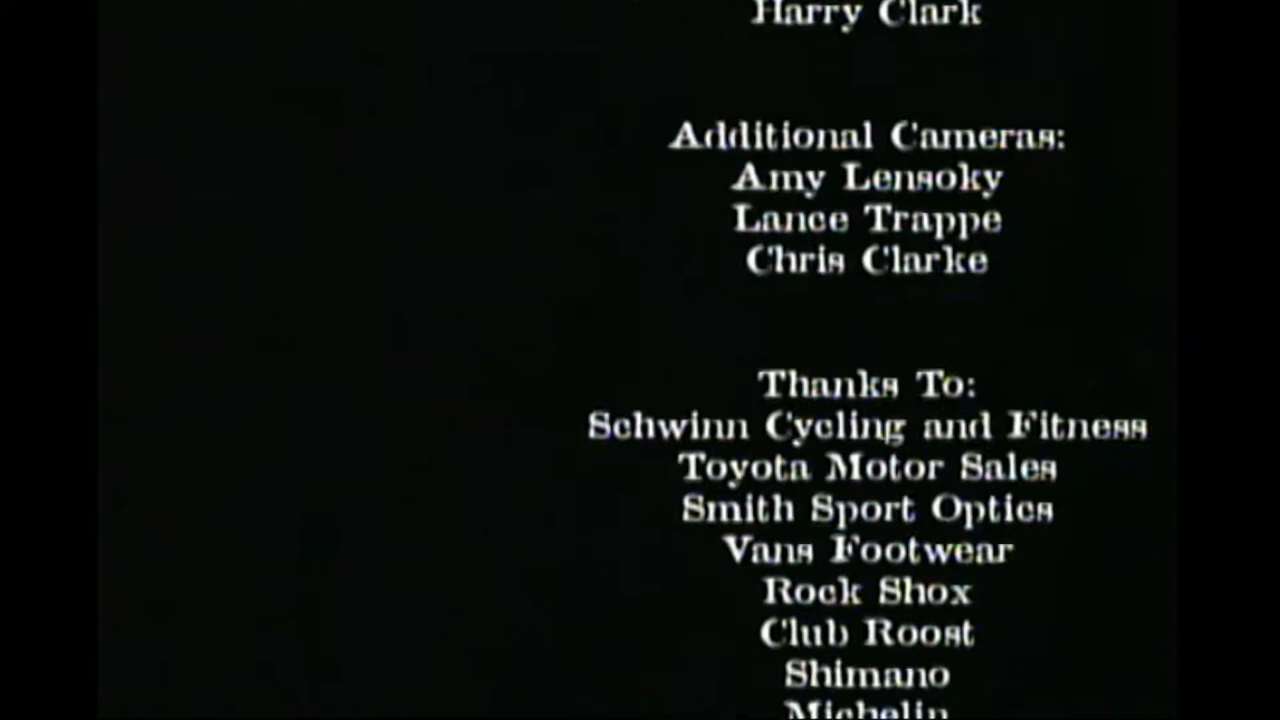 Harry Clark
Additional Cameras:
Amy Lensoky
Lance Trappe
Chris Clarke
Thanks To:
Schwinn Cycling and Fitness
Toyota Motor Sales
Smith Sport Optics
Vans Footwear
Rock Shox
Club Roost
Shimano
Michelin